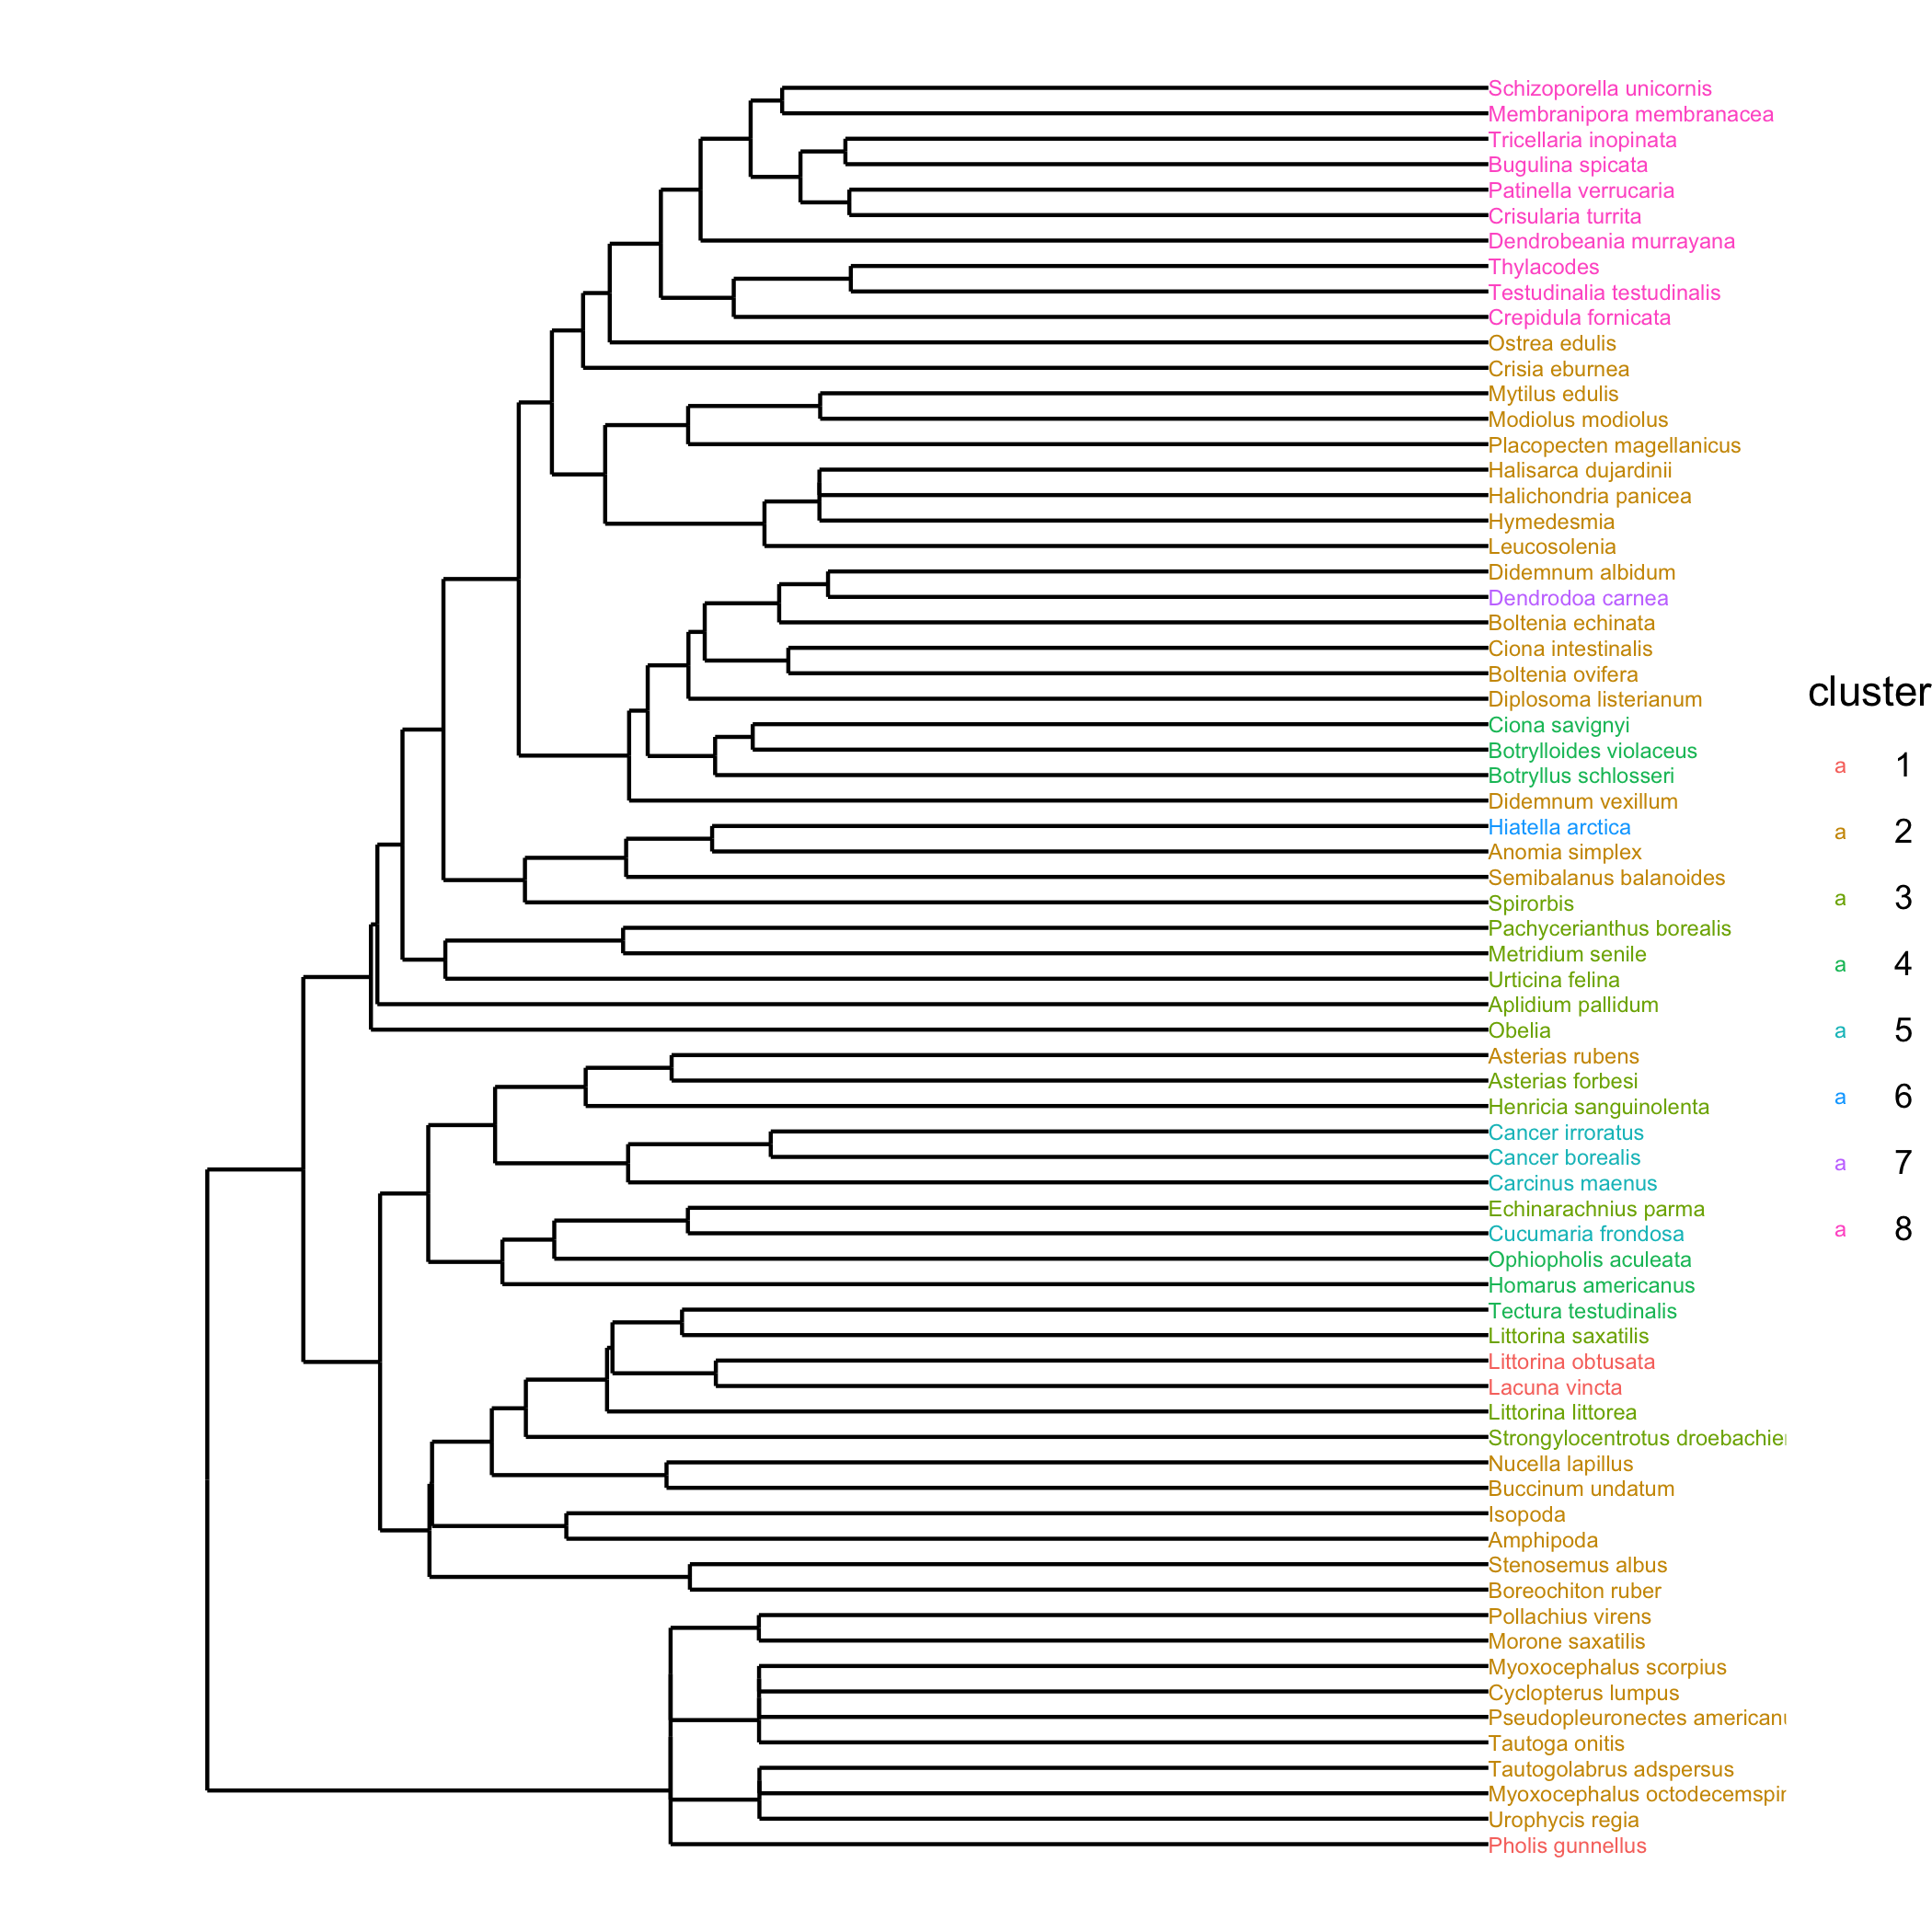 Schizoporella unicornis
Membranipora membranacea
Tricellaria inopinata
Bugulina spicata
Patinella verrucaria
Crisularia turrita
Dendrobeania murrayana
Thylacodes
Testudinalia testudinalis
Crepidula fornicata
Ostrea edulis
Crisia eburnea
Mytilus edulis
Modiolus modiolus
Placopecten magellanicus
Halisarca dujardinii
Halichondria panicea
Hymedesmia
Leucosolenia
Didemnum albidum
Dendrodoa carnea
Boltenia echinata
Ciona intestinalis
Boltenia ovifera
Diplosoma listerianum
Ciona savignyi
Botrylloides violaceus
Botryllus schlosseri
Didemnum vexillum
Hiatella arctica
Anomia simplex
Semibalanus balanoides
Spirorbis
Pachycerianthus borealis
Metridium senile
Urticina felina
Aplidium pallidum
Obelia
Asterias rubens
Asterias forbesi
Henricia sanguinolenta
Cancer irroratus
Cancer borealis
Carcinus maenus
Echinarachnius parma
Cucumaria frondosa
Ophiopholis aculeata
Homarus americanus
Tectura testudinalis
Littorina saxatilis
Littorina obtusata
Lacuna vincta
Littorina littorea
Strongylocentrotus
Nucella lapillus
Buccinum undatum
Isopoda
Amphipoda
Stenosemus albus
Boreochiton ruber
Pollachius virens
Morone saxatilis
Myoxocephalus scorpius
Cyclopterus lumpus
Pseudopleuronectes
Tautoga onitis
Tautogolabrus adspersus
Myoxocephalus
Urophycis regia
Pholis gunnellus
cluster
a 1
a 2
a 3
a 4
a 5
a 6
a 7
a 8